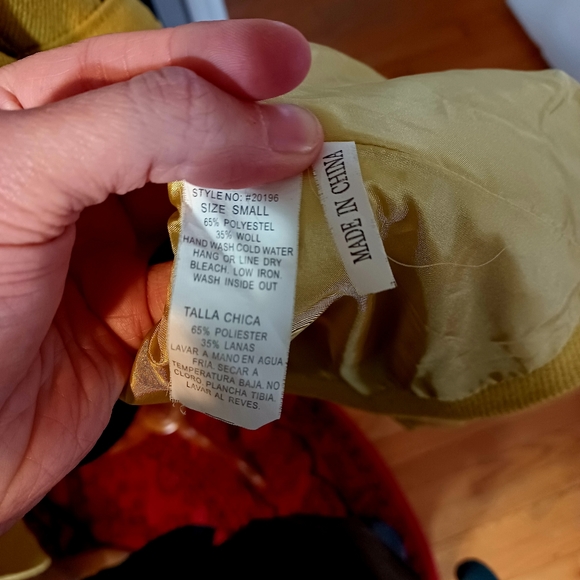 STYLE NO: #20196
SIZE SMALL
65% POLYESTEL
35% WOLL
HAND WASH COLD WATER
HANG OR LINE DRY
BLEACH. LOW IRON.
WASH INSIDE OUT
TALLA CHICA
65% POLIESTER
35% LANAS
LAVAR A MANO EN AGUA
FRIA. SECAR A
TEMPERATURA BAJA. NO
CLORO. PLANCHA TIBIA.
LAVAR AL REVES.
MADE IN CHINA